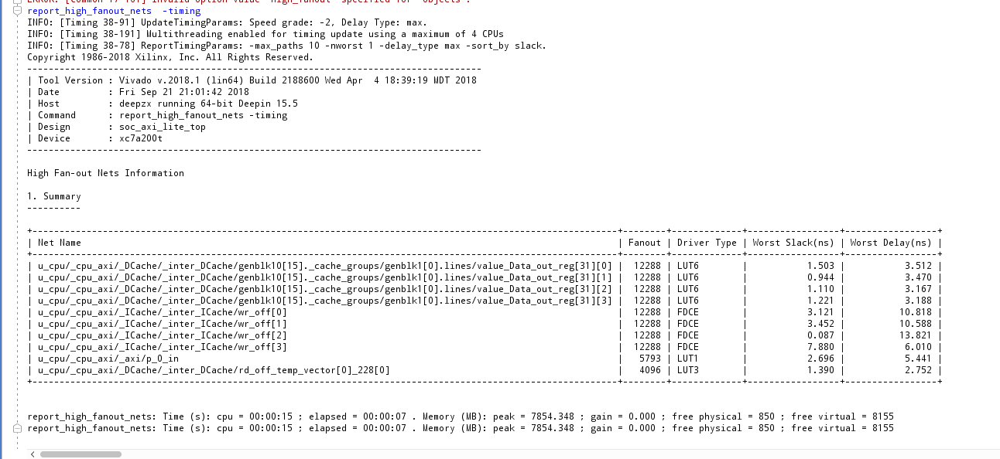 report_high_fanout_nets  -timing
INFO: [Timing 38-91] UpdateTimingParams: Speed grade: -2, Delay Type: max.
INFO: [Timing 38-191] Multithreading enabled for timing update using a maximum of 4 CPUs
INFO: [Timing 38-78] ReportTimingParams: -max_paths 10 -nworst 1 -delay_type max -sort_by slack.
Copyright 1986-2018 Xilinx, Inc. All Rights Reserved.
------------------------------------------------------------------------------------
| Tool Version : Vivado v.2018.1 (lin64) Build 2188600 Wed Apr  4 18:39:19 MDT 2018
| Date         : Fri Sep 21 21:01:42 2018
| Host         : deepzx running 64-bit Deepin 15.5
| Command      : report_high_fanout_nets -timing
| Design       : soc_axi_lite_top
| Device       : xc7a200t
------------------------------------------------------------------------------------
High Fan-out Nets Information
1. Summary
----------
+-------------------------------------------------------------------------------------------------------------+--------+-------------+-----------------+-----------------+
| Net Name                                                                                                    | Fanout | Driver Type | Worst Slack(ns) | Worst Delay(ns) |
+-------------------------------------------------------------------------------------------------------------+--------+-------------+-----------------+-----------------+
| u_cpu/_cpu_axi/_DCache/_inter_DCache/genblk10[15]._cache_groups/genblk1[0].lines/value_Data_out_reg[31][0] | 12288 | LUT6 | 1.503 | 3.512 |
| u_cpu/_cpu_axi/_DCache/_inter_DCache/genblk10[15]._cache_groups/genblk1[0].lines/value_Data_out_reg[31][1] | 12288 | LUT6 | 0.944 | 3.470 |
| u_cpu/_cpu_axi/_DCache/_inter_DCache/genblk10[15]._cache_groups/genblk1[0].lines/value_Data_out_reg[31][2] | 12288 | LUT6 | 1.110 | 3.167 |
| u_cpu/_cpu_axi/_DCache/_inter_DCache/genblk10[15]._cache_groups/genblk1[0].lines/value_Data_out_reg[31][3] | 12288 | LUT6 | 1.221 | 3.188 |
| u_cpu/_cpu_axi/_ICache/_inter_ICache/wr_off[0] | 12288 | FDCE | 3.121 | 10.818 |
| u_cpu/_cpu_axi/_ICache/_inter_ICache/wr_off[1] | 12288 | FDCE | 3.452 | 10.588 |
| u_cpu/_cpu_axi/_ICache/_inter_ICache/wr_off[2] | 12288 | FDCE | 0.087 | 13.821 |
| u_cpu/_cpu_axi/_ICache/_inter_ICache/wr_off[3] | 12288 | FDCE | 7.880 | 6.010 |
| u_cpu/_cpu_axi/_axi/p_0_in | 5793 | LUT1 | 2.696 | 5.441 |
| u_cpu/_cpu_axi/_DCache/_inter_DCache/rd_off_temp_vector[0]_228[0] | 4096 | LUT3 | 1.390 | 2.752 |
+-------------------------------------------------------------------------------------------------------------+--------+-------------+-----------------+-----------------+
report_high_fanout_nets: Time (s): cpu = 00:00:15 ; elapsed = 00:00:07 . Memory (MB): peak = 7854.348 ; gain = 0.000 ; free physical = 850 ; free virtual = 8155
report_high_fanout_nets: Time (s): cpu = 00:00:15 ; elapsed = 00:00:07 . Memory (MB): peak = 7854.348 ; gain = 0.000 ; free physical = 850 ; free virtual = 8155